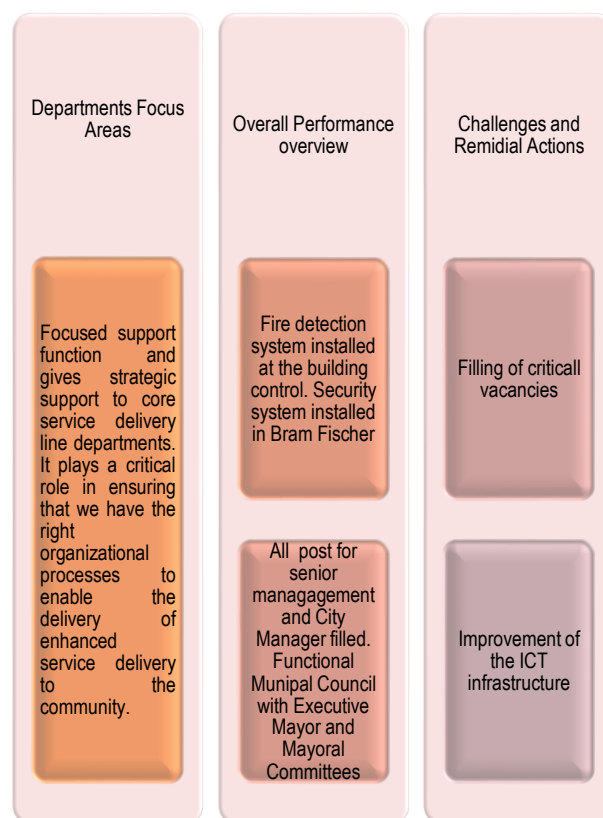 Departments Focus
Areas
Focused support
function and
gives strategic
support to core
service delivery
line departments.
It plays a critical
role in ensuring
that we have the
right
organizational
processes to
enable the
delivery of
enhanced
service delivery
to the
community.
Overall Performance
overview
Fire detection
system installed
at the building
control. Security
system installed
in Bram Fischer
All post for
senior
managagement
and City
Manager filled.
Functional
Munipal Council
with Executive
Mayor and
Mayoral
Committees
Challenges and
Remidial Actions
Filling of criticall
vacancies
Improvement of
the ICT
infrastructure